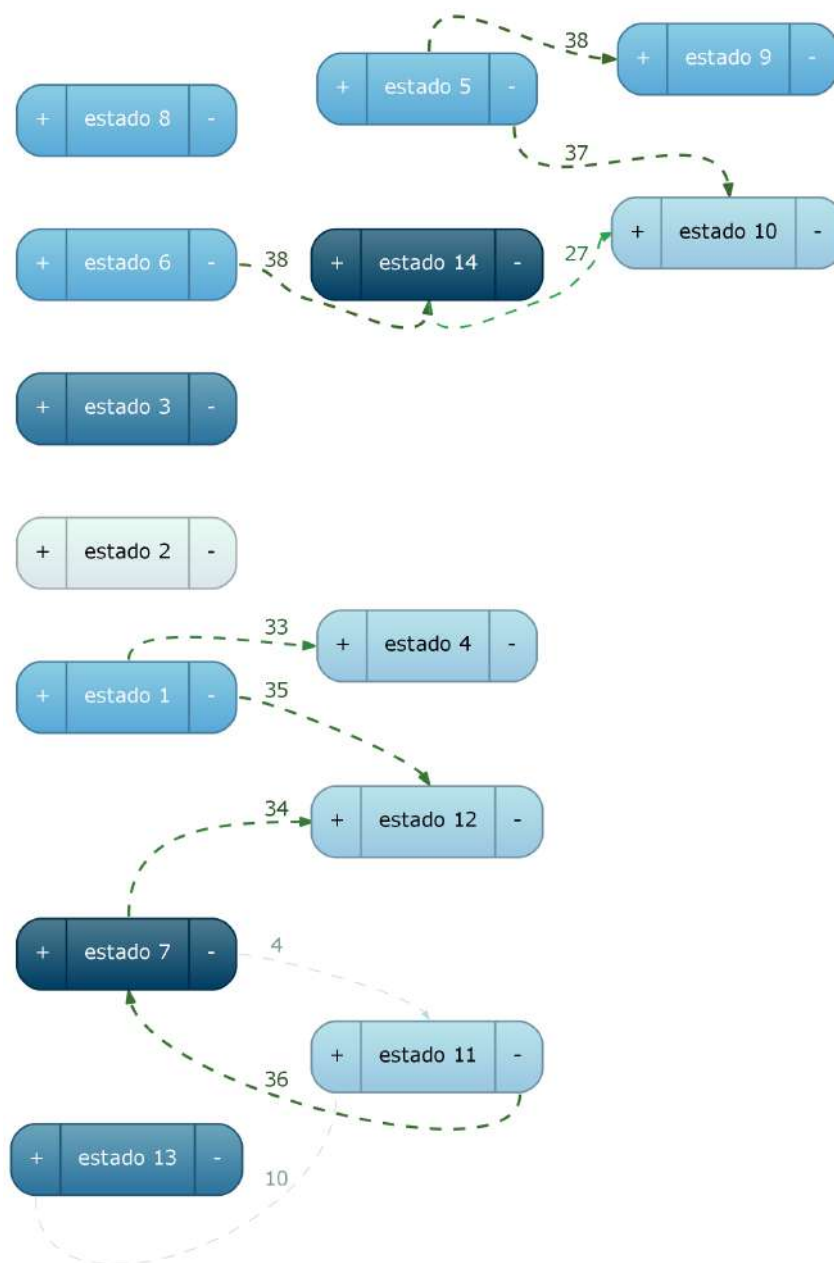 38
+ estado 5 -
+ estado 9 -
+ estado 8 -
37
+ estado 6 -
38
+ estado 14 -
27
+ estado 10 -
+ estado 3 -
+ estado 2 -
33
+ estado 4 -
+ estado 1 -
35
34
+ estado 12 -
+ estado 7 -
4
+ estado 11 -
36
+ estado 13 -
10